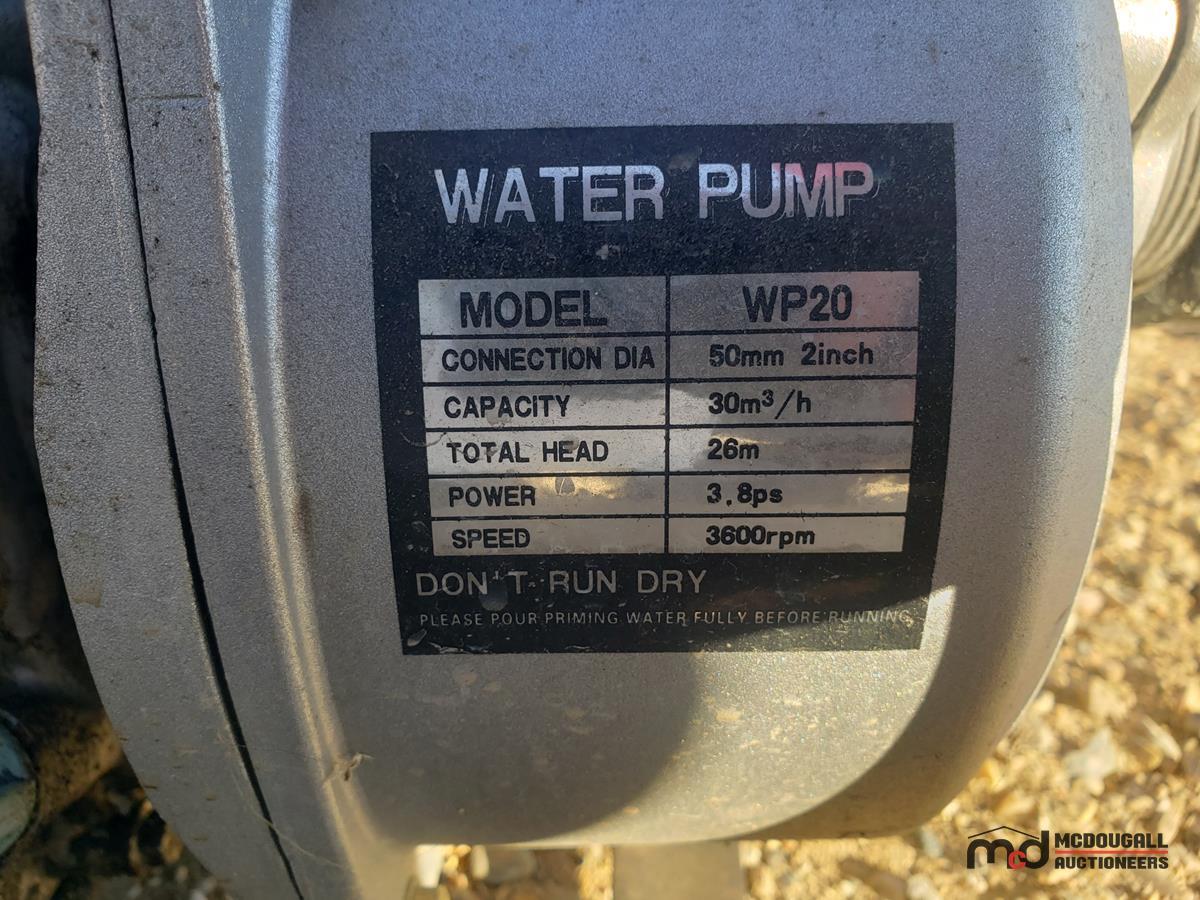 WATER PUMP
MODEL WP20
CONNECTION DIA 50mm 2inch
CAPACITY 30m³/h
TOTAL HEAD 26m
POWER 3.8ps
SPEED 3600rpm
DON'T RUN DRY
PLEASE POUR PRIMING WATER FULLY BEFORE RUNNING
mcd MCDOUGALL
AUCTIONEERS